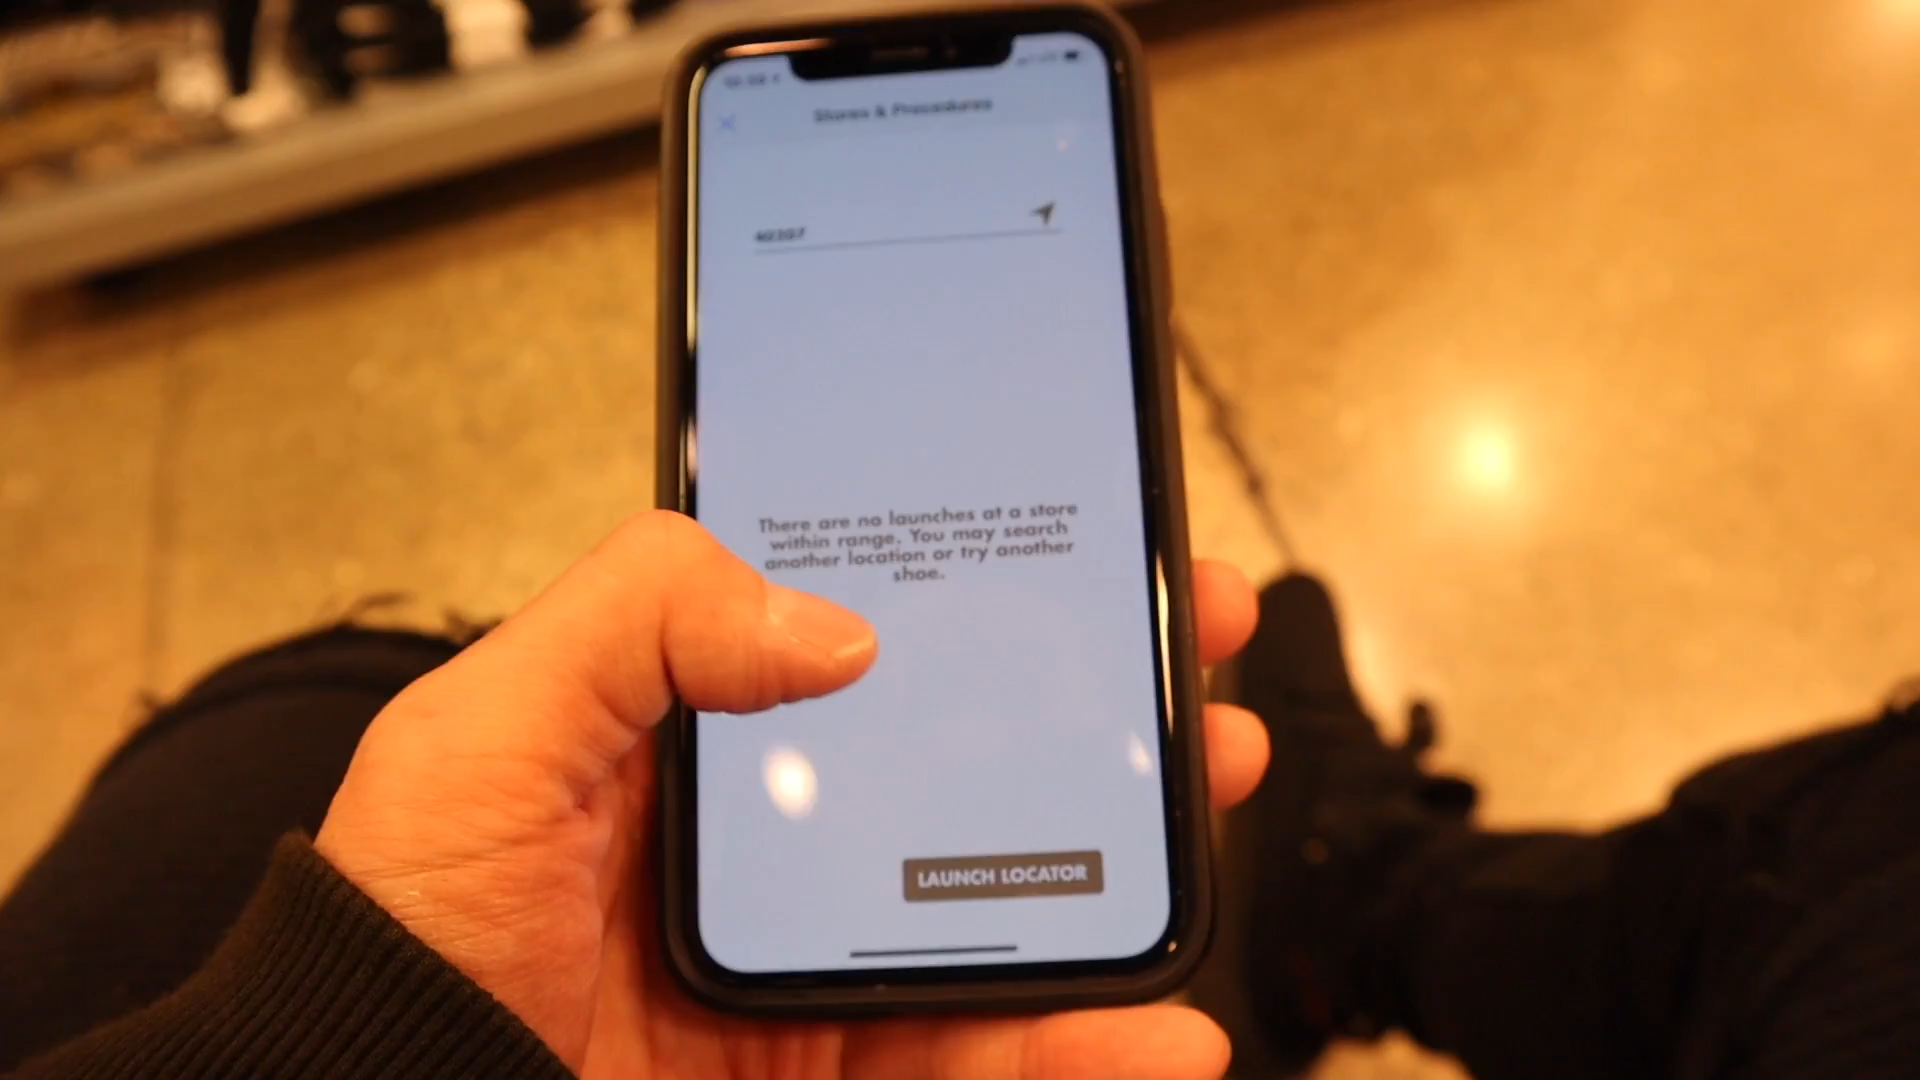 Stores & Procedures
40207
There are no launches at a store
within range. You may search
another location or try another
shoe.
LAUNCH LOCATOR